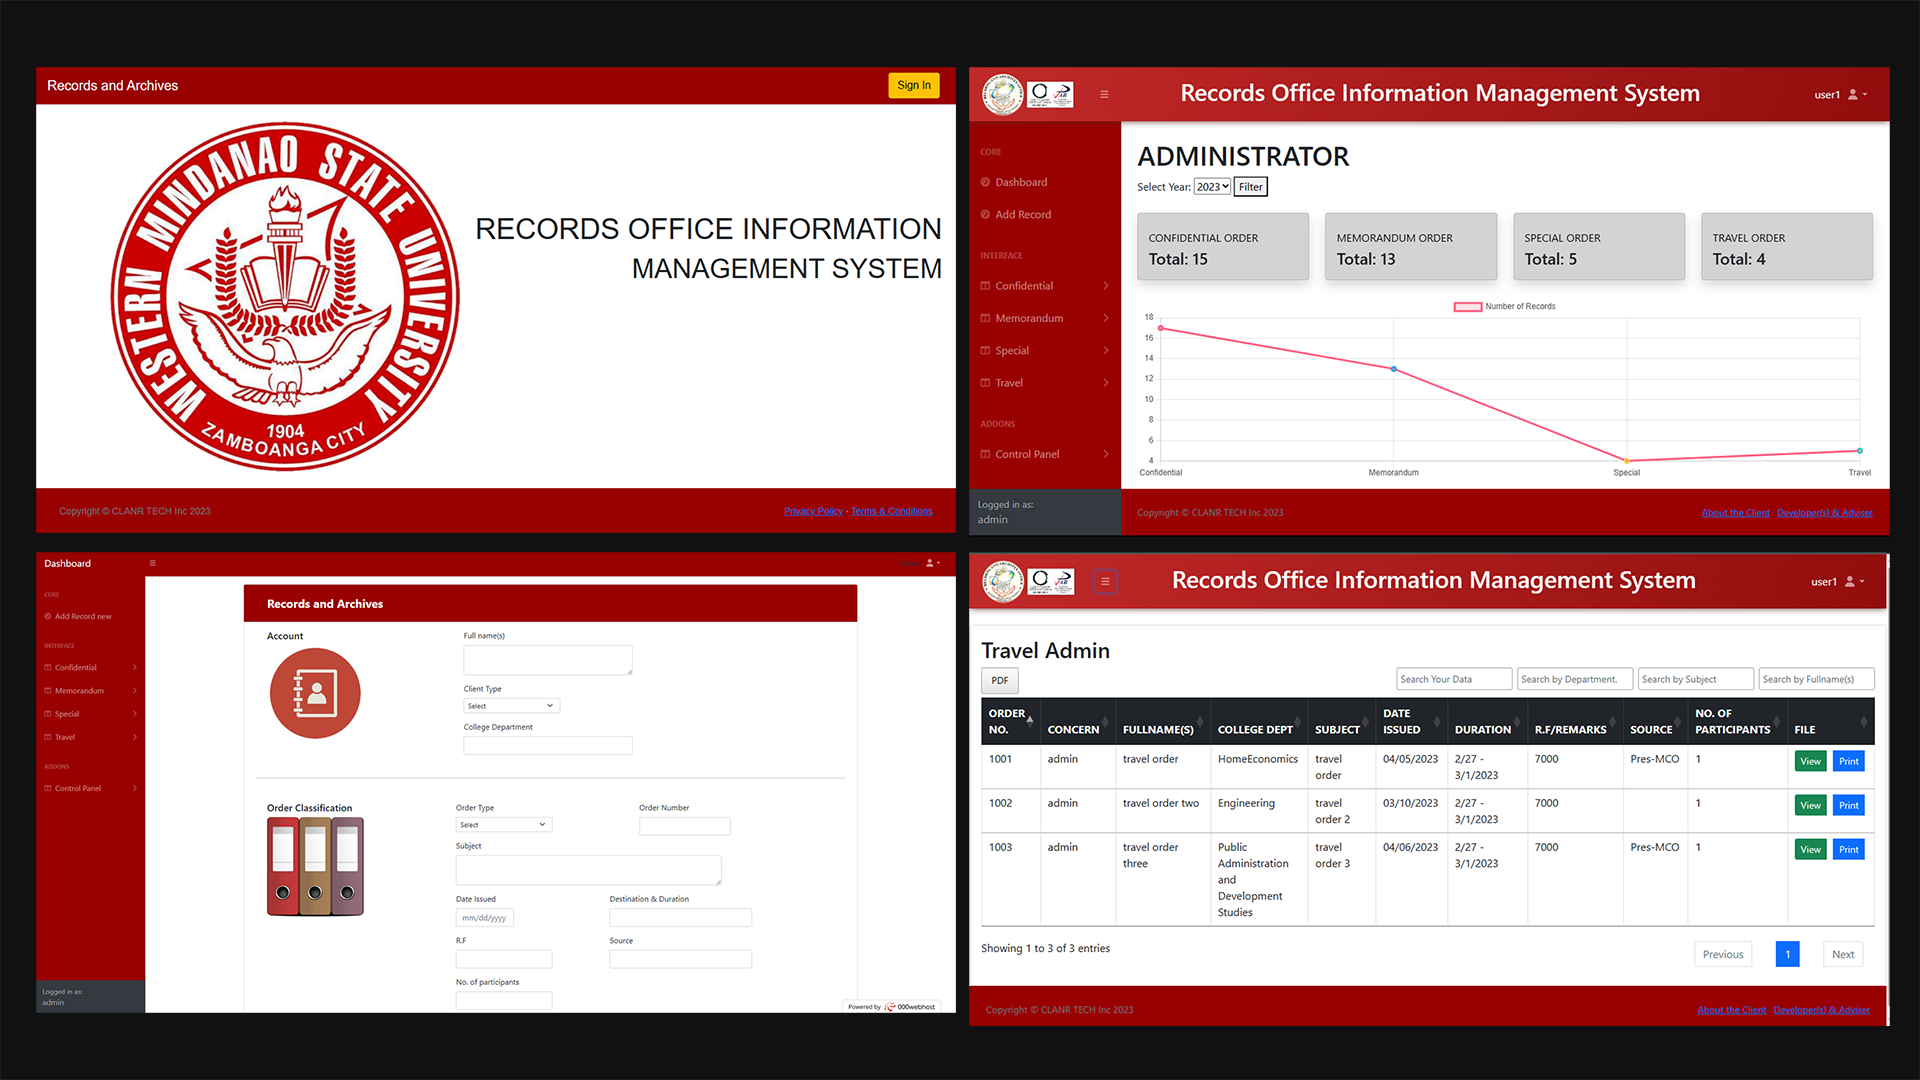 Records and Archives
Sign In
WESTERN MINDANAO STATE UNIVERSITY
1904
ZAMBOANGA CITY
RECORDS OFFICE INFORMATION
MANAGEMENT SYSTEM
Copyright © CLANR TECH Inc 2023
Privacy Policy · Terms & Conditions
Records Office Information Management System
user1
CORE
Dashboard
Add Record
INTERFACE
Confidential
Memorandum
Special
Travel
ADDONS
Control Panel
Logged in as:
admin
ADMINISTRATOR
Select Year: 2023 Filter
CONFIDENTIAL ORDER
Total: 15
MEMORANDUM ORDER
Total: 13
SPECIAL ORDER
Total: 5
TRAVEL ORDER
Total: 4
Number of Records
18
16
14
12
10
8
6
4
Confidential Memorandum Special Travel
Copyright © CLANR TECH Inc 2023
About the Client Developer(s) & Adviser
Dashboard
CORE
Add Record new
INTERFACE
Confidential
Memorandum
Special
Travel
ADDONS
Control Panel
Logged in as:
admin
Records and Archives
Account
Full name(s)
Client Type
Select
College Department
Order Classification
Order Type
Select
Order Number
Subject
Date Issued
mm/dd/yyyy
Destination & Duration
R.F
Source
No. of participants
Powered by 000webhost
Records Office Information Management System
user1
Travel Admin
PDF
Search Your Data
Search by Department.
Search by Subject
Search by Fullname(s)
ORDER NO. CONCERN FULLNAME(S) COLLEGE DEPT SUBJECT DATE ISSUED DURATION R.F/REMARKS SOURCE NO. OF PARTICIPANTS FILE
1001 admin travel order HomeEconomics travel order 04/05/2023 2/27 - 3/1/2023 7000 Pres-MCO 1 View Print
1002 admin travel order two Engineering travel order 2 03/10/2023 2/27 - 3/1/2023 7000 1 View Print
1003 admin travel order three Public Administration and Development Studies travel order 3 04/06/2023 2/27 - 3/1/2023 7000 Pres-MCO 1 View Print
Showing 1 to 3 of 3 entries
Previous 1 Next
Copyright © CLANR TECH Inc 2023
About the Client Developer(s) & Adviser